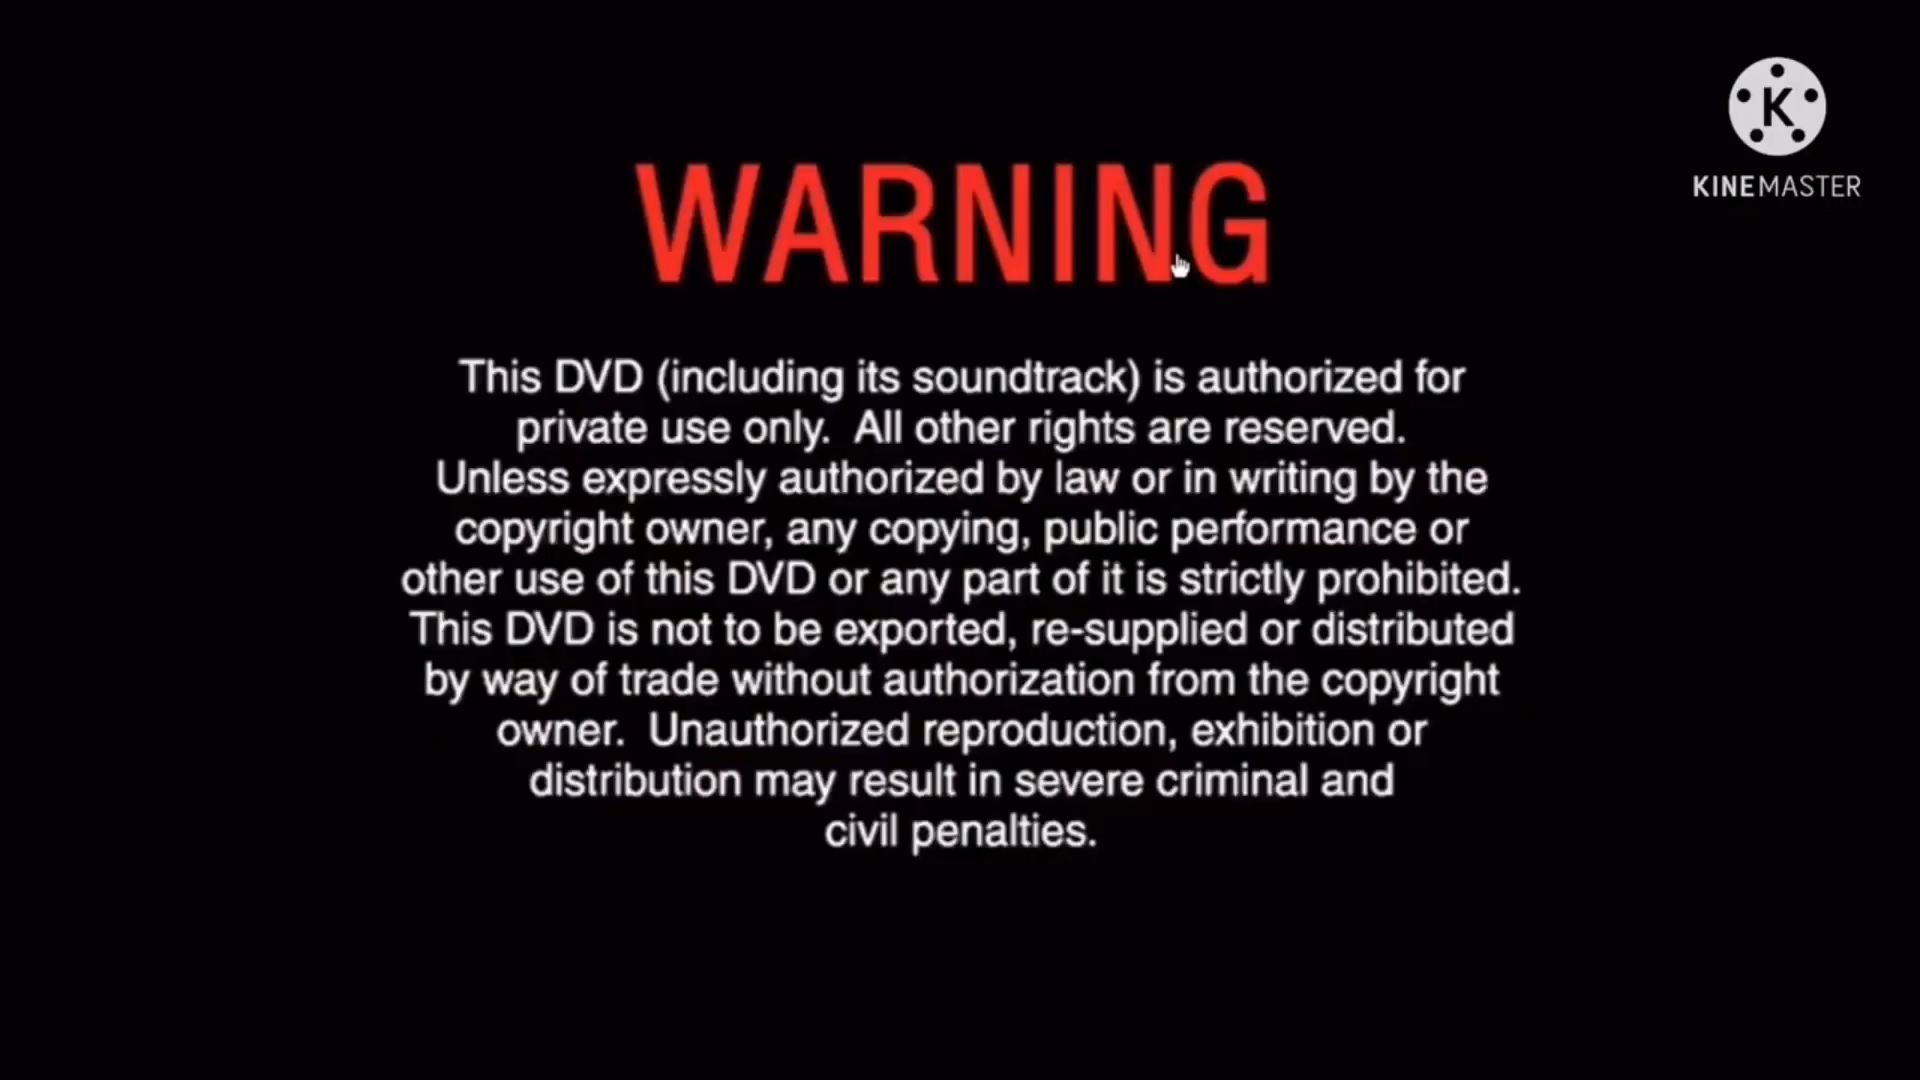 K
KINEMASTER
WARNING
This DVD (including its soundtrack) is authorized for
private use only.  All other rights are reserved.
Unless expressly authorized by law or in writing by the
copyright owner, any copying, public performance or
other use of this DVD or any part of it is strictly prohibited.
This DVD is not to be exported, re-supplied or distributed
by way of trade without authorization from the copyright
owner.  Unauthorized reproduction, exhibition or
distribution may result in severe criminal and
civil penalties.